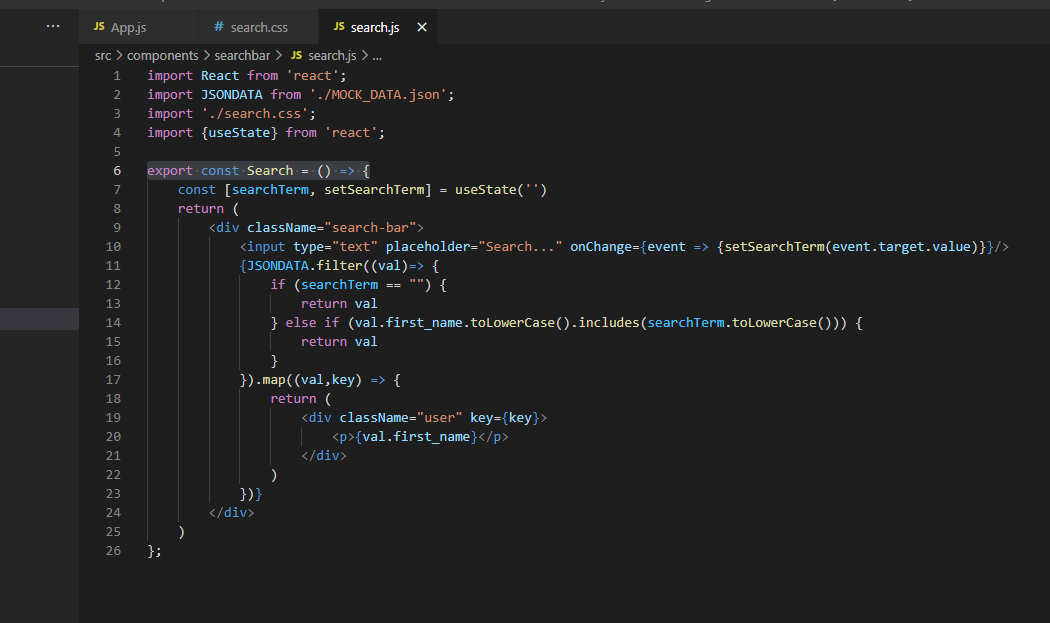 ...
JS App.js
# search.css
JS search.js ×
src > components > searchbar > JS search.js > ...
1 import React from 'react';
2 import JSONDATA from './MOCK_DATA.json';
3 import './search.css';
4 import {useState} from 'react';
5
6 export const Search = () => {
7     const [searchTerm, setSearchTerm] = useState('')
8     return (
9         <div className="search-bar">
10             <input type="text" placeholder="Search..." onChange={event => {setSearchTerm(event.target.value)}}/>
11             {JSONDATA.filter((val)=> {
12                 if (searchTerm == "") {
13                     return val
14                 } else if (val.first_name.toLowerCase().includes(searchTerm.toLowerCase())) {
15                     return val
16                 }
17             }).map((val,key) => {
18                 return (
19                     <div className="user" key={key}>
20                         <p>{val.first_name}</p>
21                     </div>
22                 )
23             })}
24         </div>
25     )
26 };